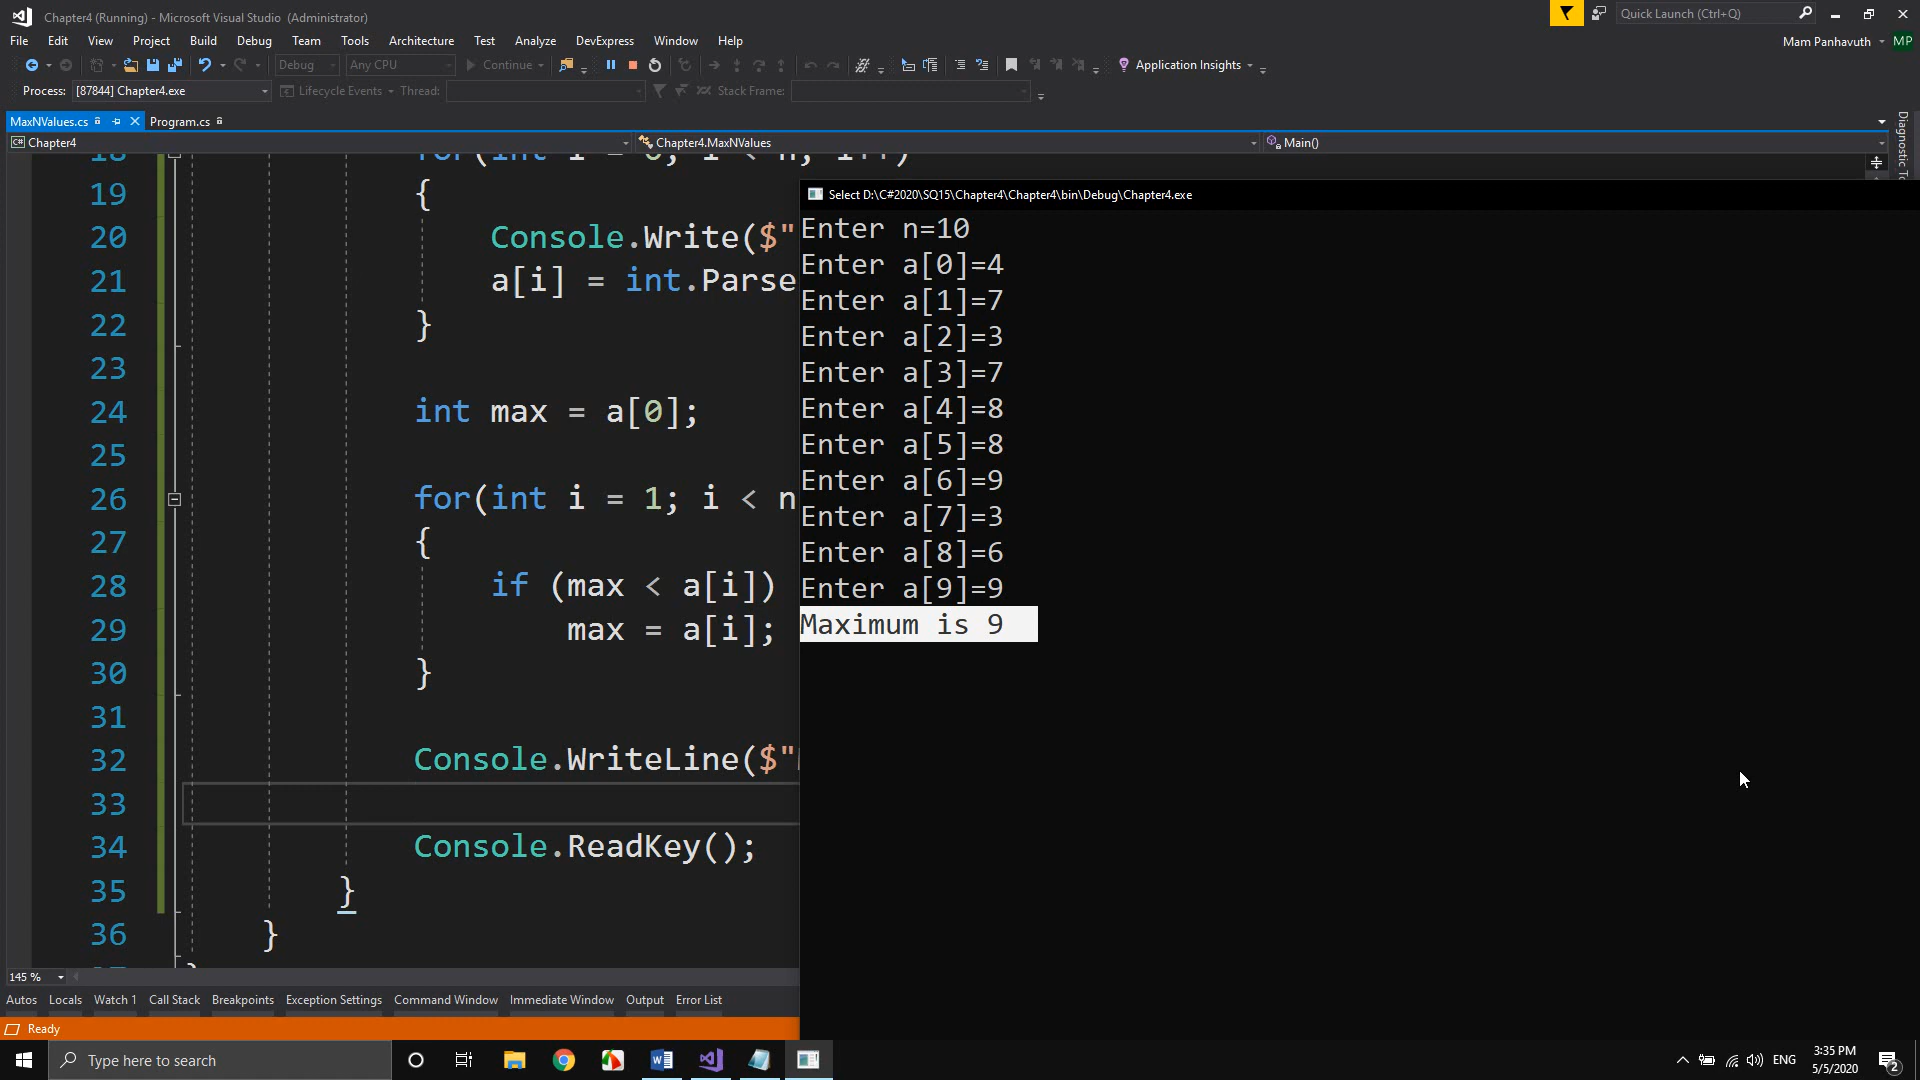 Chapter4 (Running) - Microsoft Visual Studio (Administrator)
Quick Launch (Ctrl+Q)
File Edit View Project Build Debug Team Tools Architecture Test Analyze DevExpress Window Help
Mam Panhavuth MP
Debug Any CPU Continue Application Insights
Process: [87844] Chapter4.exe Lifecycle Events Thread: Stack Frame:
MaxNValues.cs Program.cs
Chapter4 Chapter4.MaxNValues Main()
Diagnostic To
18 for(int i = 0; i < n; i++)
19 {
20 Console.Write($"
21 a[i] = int.Parse
22 }
23
24 int max = a[0];
25
26 for(int i = 1; i < n
27 {
28 if (max < a[i])
29 max = a[i];
30 }
31
32 Console.WriteLine($"
33
34 Console.ReadKey();
35 }
36 }
Select D:\C#2020\SQ15\Chapter4\Chapter4\bin\Debug\Chapter4.exe
Enter n=10
Enter a[0]=4
Enter a[1]=7
Enter a[2]=3
Enter a[3]=7
Enter a[4]=8
Enter a[5]=8
Enter a[6]=9
Enter a[7]=3
Enter a[8]=6
Enter a[9]=9
Maximum is 9
145 %
Autos Locals Watch 1 Call Stack Breakpoints Exception Settings Command Window Immediate Window Output Error List
Ready
Type here to search
ENG
3:35 PM
5/5/2020
2